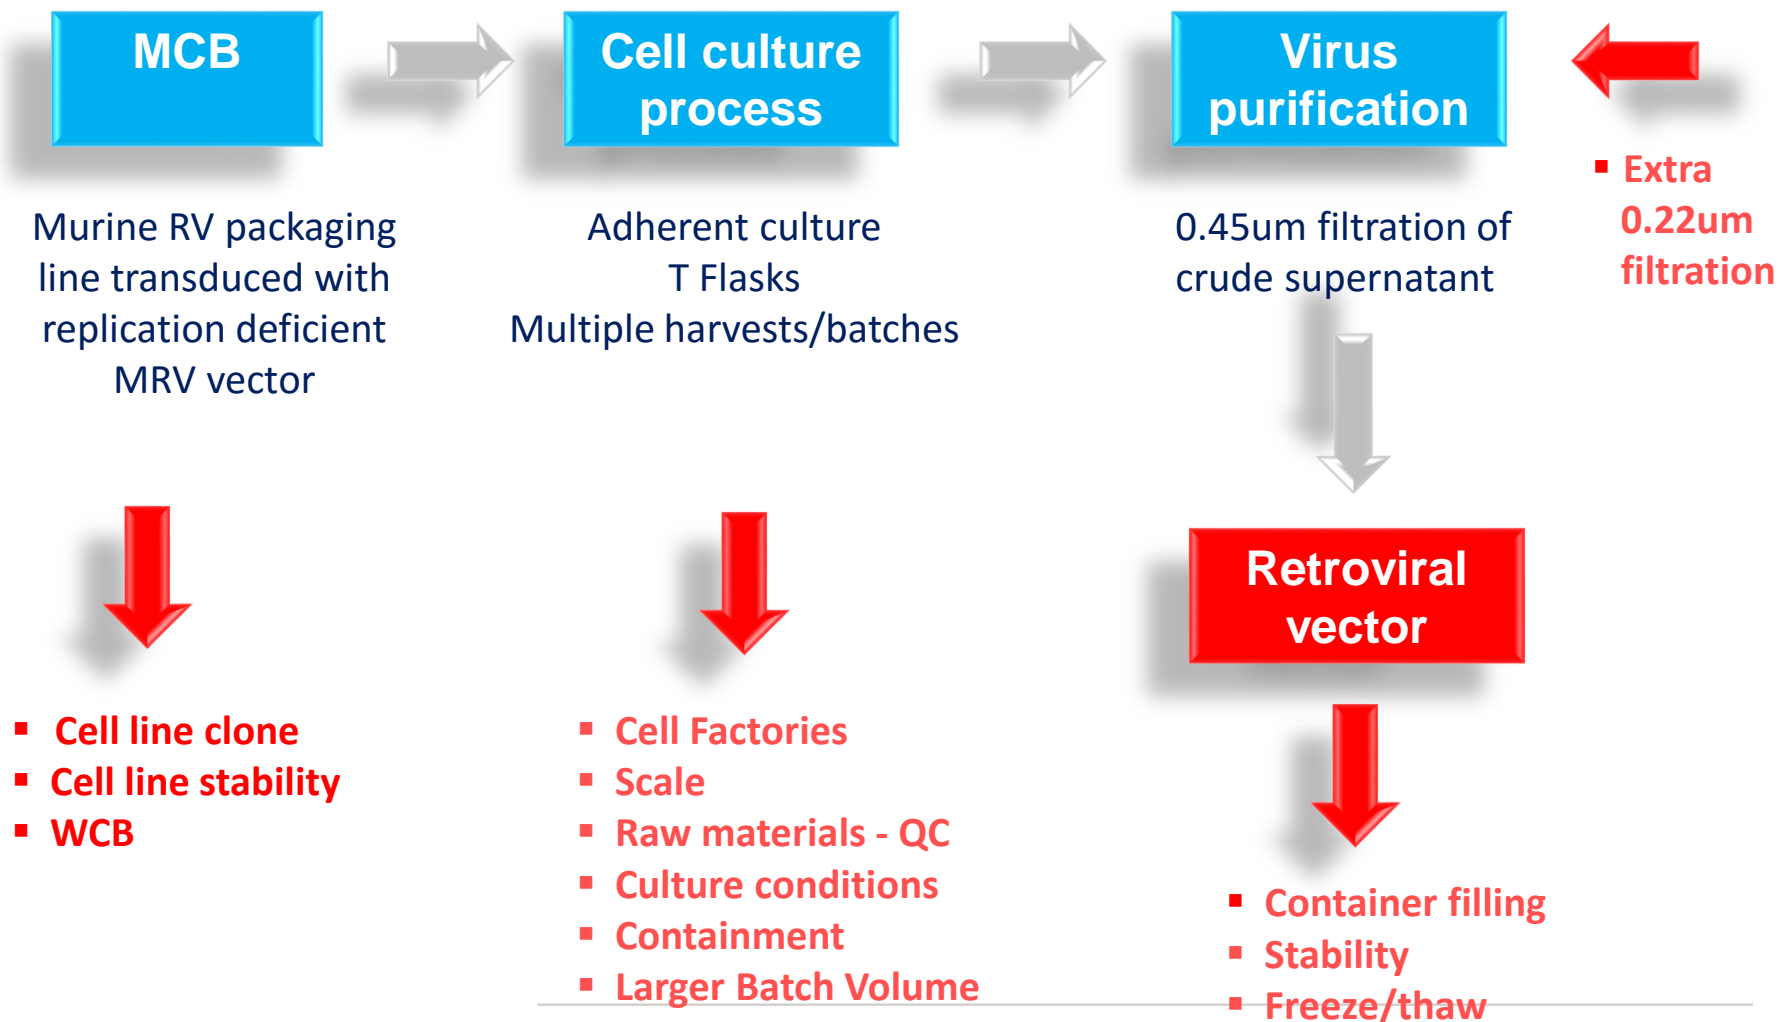 MCB
Cell culture
process
Virus
purification
▪ Extra
0.22um
filtration
Murine RV packaging
line transduced with
replication deficient
MRV vector
Adherent culture
T Flasks
Multiple harvests/batches
0.45um filtration of
crude supernatant
Retroviral
vector
▪ Cell line clone
▪ Cell line stability
▪ WCB
▪ Cell Factories
▪ Scale
▪ Raw materials - QC
▪ Culture conditions
▪ Containment
▪ Larger Batch Volume
▪ Container filling
▪ Stability
▪ Freeze/thaw